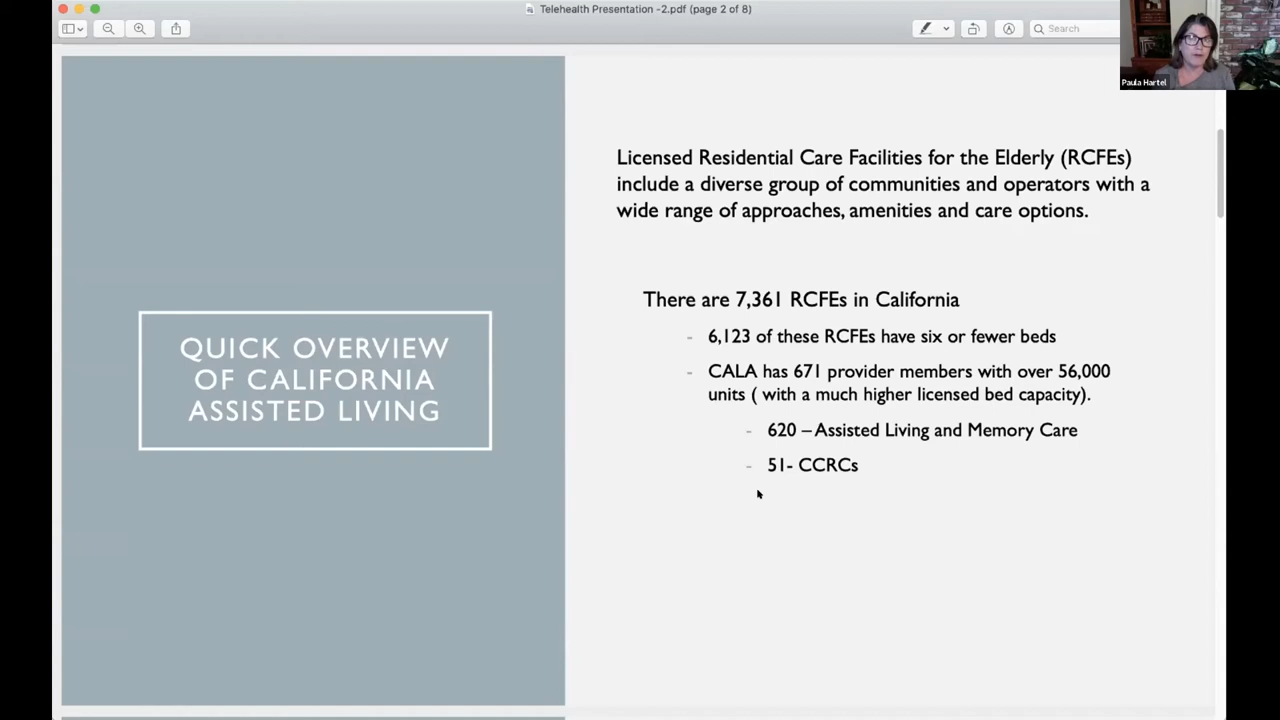 Telehealth Presentation -2.pdf (page 2 of 8)
Search
Paula Hartel
Licensed Residential Care Facilities for the Elderly (RCFEs)
include a diverse group of communities and operators with a
wide range of approaches, amenities and care options.
There are 7,361 RCFEs in California
- 6,123 of these RCFEs have six or fewer beds
- CALA has 671 provider members with over 56,000
units ( with a much higher licensed bed capacity).
- 620 – Assisted Living and Memory Care
- 51- CCRCs
QUICK OVERVIEW
OF CALIFORNIA
ASSISTED LIVING